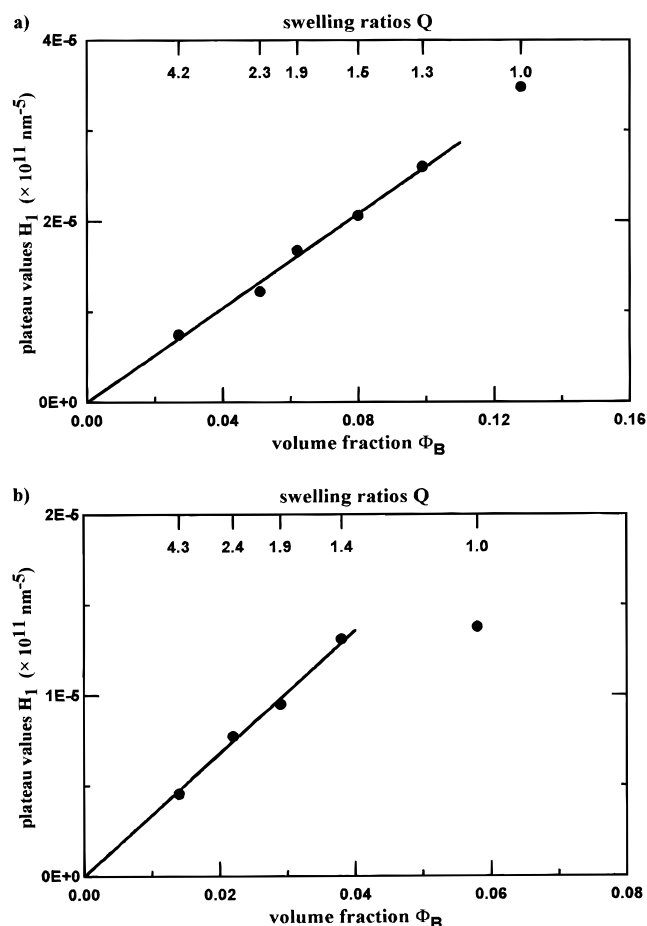 a)
swelling ratios Q
4E-5
4.2 2.3 1.9 1.5 1.3 1.0
plateau values H1 (× 10^11 nm^-5)
2E-5
0E+0
0.00 0.04 0.08 0.12 0.16
volume fraction ΦB
b)
swelling ratios Q
2E-5
4.3 2.4 1.9 1.4 1.0
plateau values H1 (× 10^11 nm^-5)
1E-5
0E+0
0.00 0.02 0.04 0.06 0.08
volume fraction ΦB